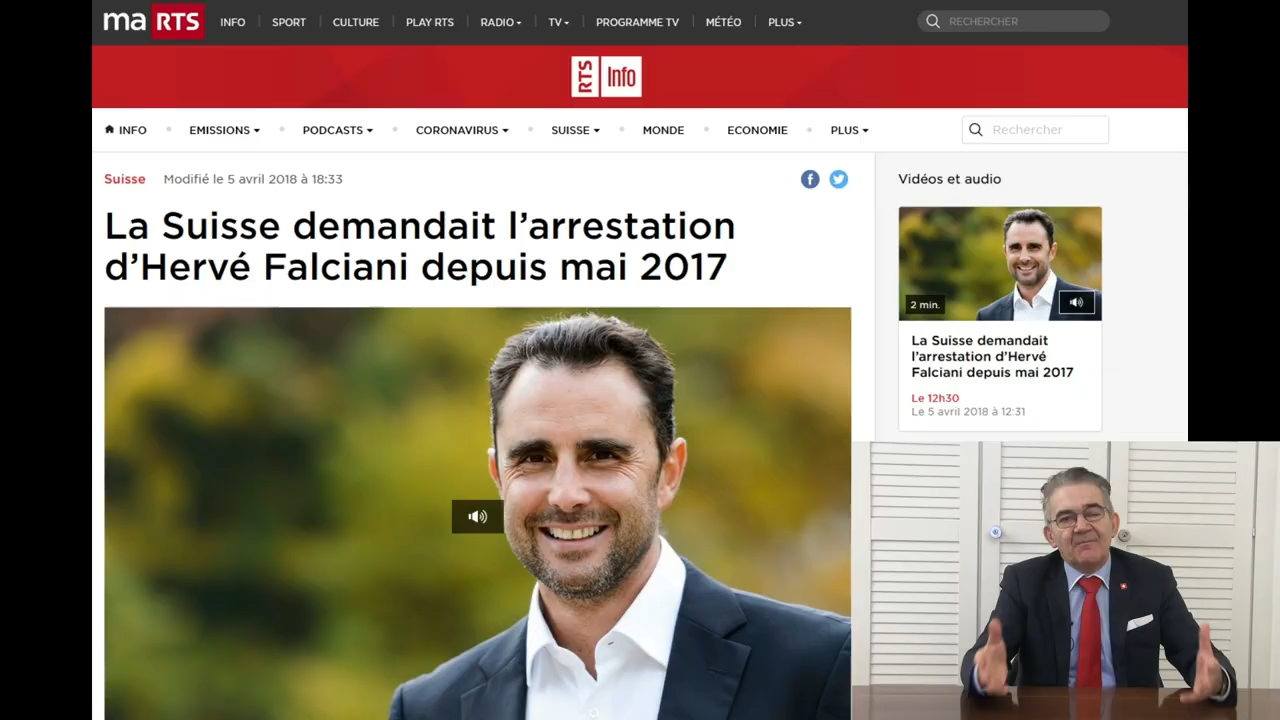 ma RTS
INFO SPORT CULTURE PLAY RTS RADIO TV PROGRAMME TV MÉTÉO PLUS RECHERCHER
RTS Info
INFO EMISSIONS PODCASTS CORONAVIRUS SUISSE MONDE ECONOMIE PLUS Rechercher
Suisse Modifié le 5 avril 2018 à 18:33
La Suisse demandait l’arrestation
d’Hervé Falciani depuis mai 2017
Vidéos et audio
2 min.
La Suisse demandait
l’arrestation d’Hervé
Falciani depuis mai 2017
Le 12h30
Le 5 avril 2018 à 12:31